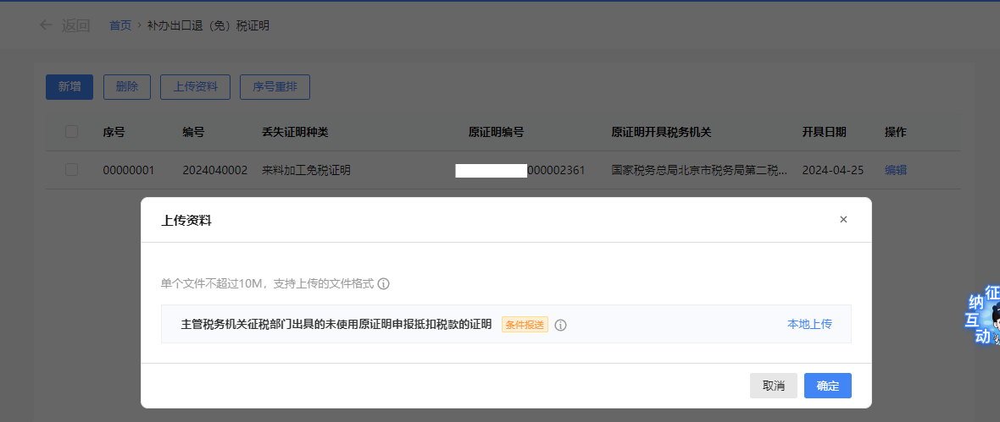 返回 首页 > 补办出口退（免）税证明
新增 删除 上传资料 序号重排
序号 编号 丢失证明种类 原证明编号 原证明开具税务机关 开具日期 操作
00000001 2024040002 来料加工免税证明 000002361 国家税务总局北京市税务局第二税... 2024-04-25 编辑
上传资料 ×
单个文件不超过10M，支持上传的文件格式
主管税务机关征税部门出具的未使用原证明申报抵扣税款的证明 条件报送 本地上传
取消 确定
征
纳
互
动